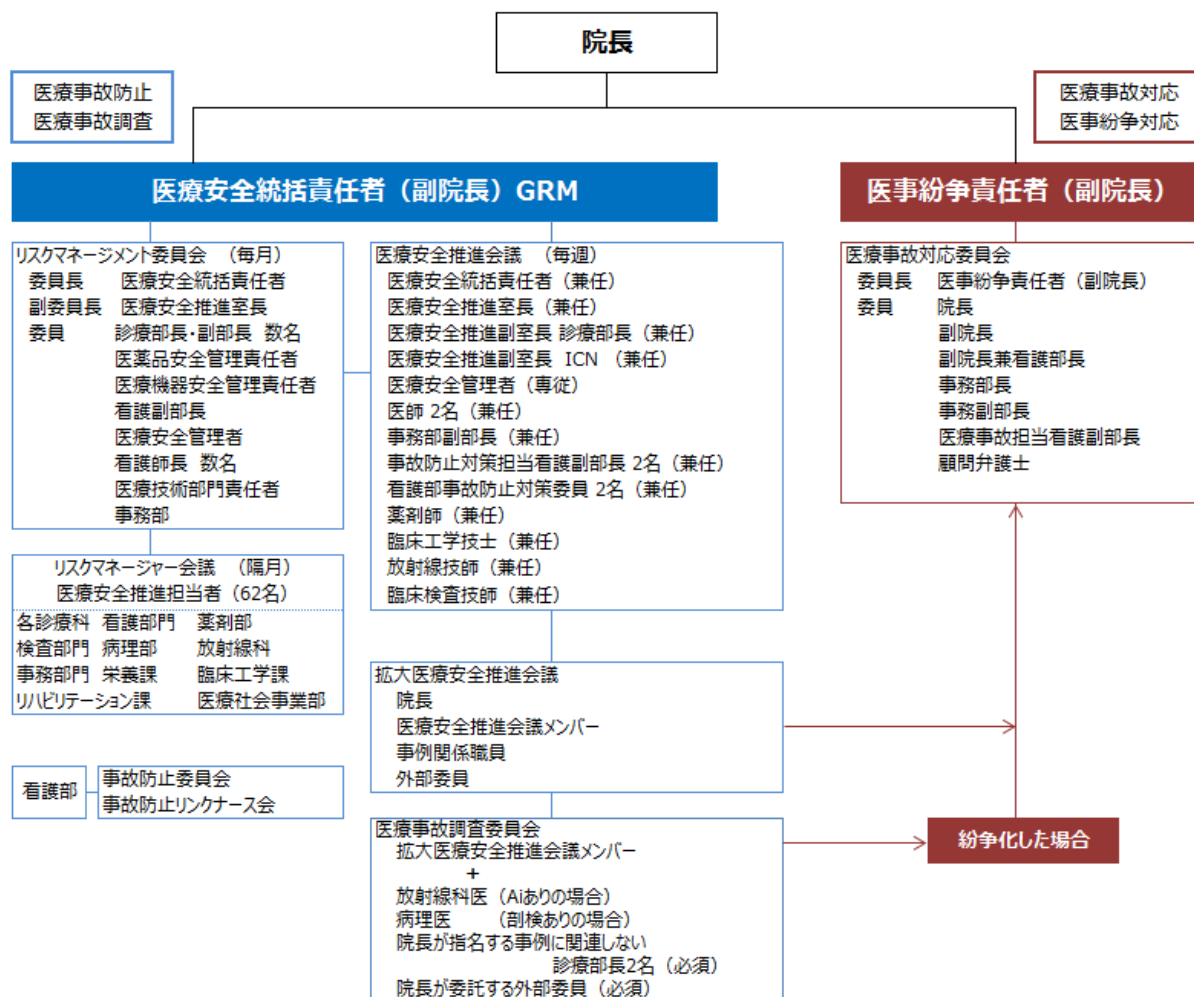 院長
医療事故防止
医療事故調査
医療事故対応
医事紛争対応
医療安全統括責任者（副院長）GRM
医事紛争責任者（副院長）
リスクマネージメント委員会　（毎月）
委員長　医療安全統括責任者
副委員長　医療安全推進室長
委員　診療部長・副部長 数名
医薬品安全管理責任者
医療機器安全管理責任者
看護副部長
医療安全管理者
看護師長 数名
医療技術部門責任者
事務部
リスクマネージャー会議　（隔月）
医療安全推進担当者（62名）
各診療科 看護部門 薬剤部
検査部門 病理部 放射線科
事務部門 栄養課 臨床工学課
リハビリテーション課 医療社会事業部
看護部
事故防止委員会
事故防止リンクナース会
医療安全推進会議　（毎週）
医療安全統括責任者（兼任）
医療安全推進室長（兼任）
医療安全推進副室長 診療部長（兼任）
医療安全推進副室長 ICN （兼任）
医療安全管理者（専従）
医師 2名（兼任）
事務部副部長（兼任）
事故防止対策担当看護副部長 2名（兼任）
看護部事故防止対策委員 2名（兼任）
薬剤師（兼任）
臨床工学技士（兼任）
放射線技師（兼任）
臨床検査技師（兼任）
拡大医療安全推進会議
院長
医療安全推進会議メンバー
事例関係職員
外部委員
医療事故調査委員会
拡大医療安全推進会議メンバー
+
放射線科医（Aiありの場合）
病理医　（剖検ありの場合）
院長が指名する事例に関連しない
診療部長2名（必須）
院長が委託する外部委員（必須）
医療事故対応委員会
委員長　医事紛争責任者（副院長）
委員　院長
副院長
副院長兼看護部長
事務部長
事務副部長
医療事故担当看護副部長
顧問弁護士
紛争化した場合